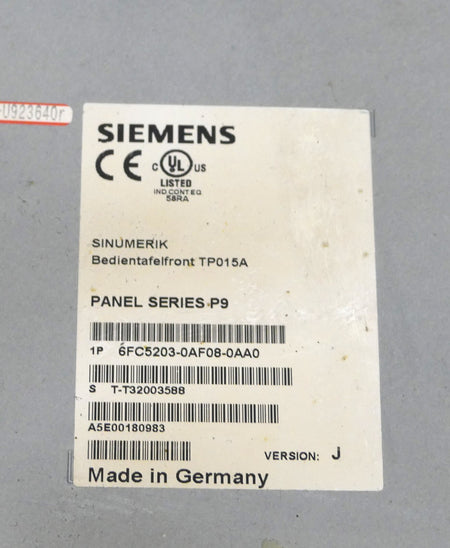 -U923640r
SIEMENS
CE
C UL US
LISTED
IND CONT EQ
58RA
SINUMERIK
Bedientafelfront TP015A
PANEL SERIES P9
1P 6FC5203-0AF08-0AA0
S T-T32003588
A5E00180983
VERSION: J
Made in Germany